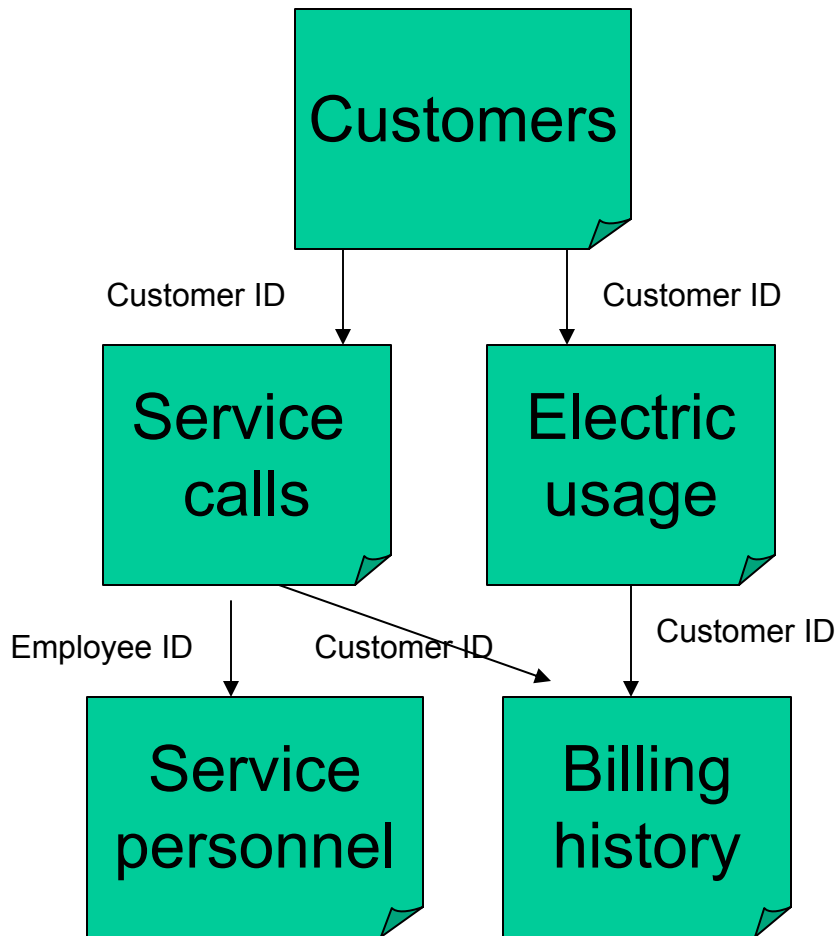 Customers
Customer ID
Customer ID
Service
calls
Electric
usage
Employee ID
Customer ID
Customer ID
Service
personnel
Billing
history